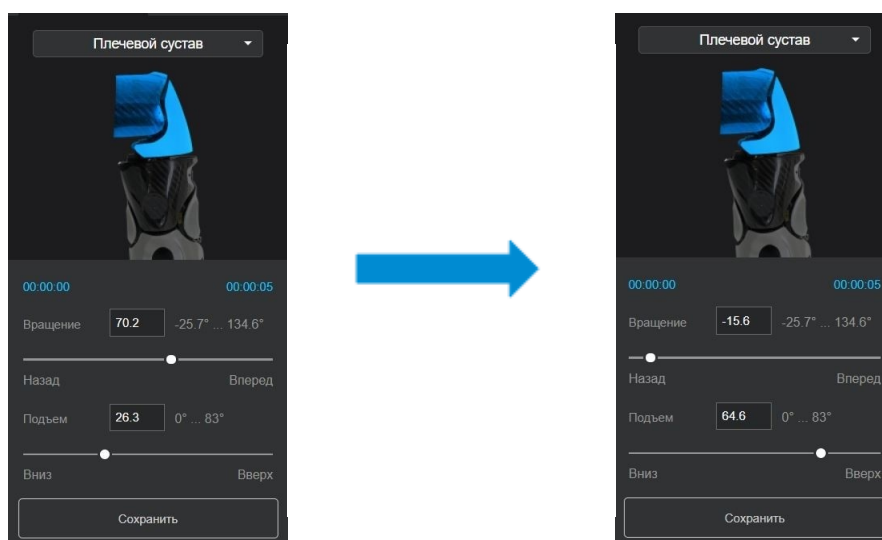 Плечевой сустав
00:00:00 00:00:05
Вращение 70.2 -25.7° ... 134.6°
Назад Вперед
Подъем 26.3 0° ... 83°
Вниз Вверх
Сохранить
Плечевой сустав
00:00:00 00:00:05
Вращение -15.6 -25.7° ... 134.6°
Назад Вперед
Подъем 64.6 0° ... 83°
Вниз Вверх
Сохранить